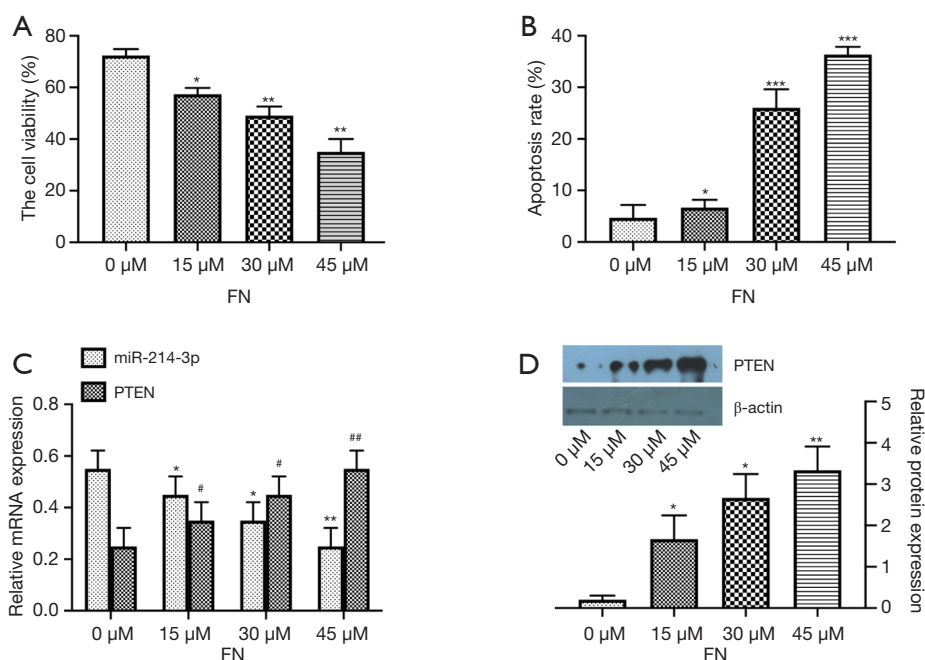 A
The cell viability (%)
80
60
40
20
0
*
**
**
0 μM 15 μM 30 μM 45 μM
FN
B
Apoptosis rate (%)
40
30
20
10
0
*
***
***
0 μM 15 μM 30 μM 45 μM
FN
C
miR-214-3p
PTEN
Relative mRNA expression
0.8
0.6
0.4
0.2
0.0
*
#
*
#
**
##
0 μM 15 μM 30 μM 45 μM
FN
D
PTEN
β-actin
0 μM 15 μM 30 μM 45 μM
Relative protein expression
5
4
3
2
1
0
*
*
**
0 μM 15 μM 30 μM 45 μM
FN